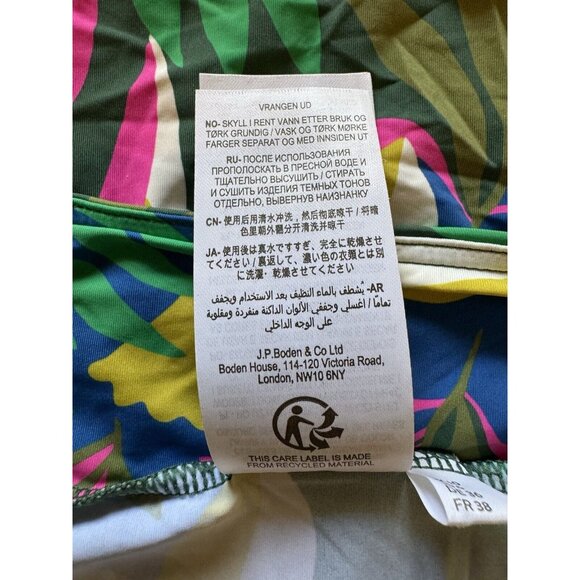 VRANGEN UD
NO- SKYLL I RENT VANN ETTER BRUK OG
TØRK GRUNDIG / VASK OG TØRK MØRKE
FARGER SEPARAT OG MED INNSIDEN UT
RU- ПОСЛЕ ИСПОЛЬЗОВАНИЯ
ПРОПОЛОСКАТЬ В ПРЕСНОЙ ВОДЕ И
ТЩАТЕЛЬНО ВЫСУШИТЬ / СТИРАТЬ
И СУШИТЬ ИЗДЕЛИЯ ТЕМНЫХ ТОНОВ
ОТДЕЛЬНО, ВЫВЕРНУВ НАИЗНАНКУ
CN- 使用后用清水冲洗，然后彻底晾干 / 将暗
色里朝外翻分开清洗并晾干
JA- 使用後は真水ですすぎ、完全に乾燥させ
てください / 裏返して、濃い色の衣類とは別
に洗濯・乾燥させてください
AR- يُشطف بالماء النظيف بعد الاستخدام ويجفف
تمامًا / اغسلي وجففي الألوان الداكنة منفردة ومقلوبة
على الوجه الداخلي
J.P.Boden & Co Ltd
Boden House, 114-120 Victoria Road,
London, NW10 6NY
THIS CARE LABEL IS MADE
FROM RECYCLED MATERIAL
DE 36
FR 38